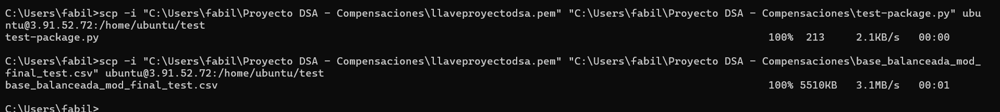 C:\Users\fabil>scp -i "C:\Users\fabil\Proyecto DSA - Compensaciones\llaveproyectodsa.pem" "C:\Users\fabil\Proyecto DSA - Compensaciones\test-package.py" ubu
ntu@3.91.52.72:/home/ubuntu/test
test-package.py 100% 213 2.1KB/s 00:00
C:\Users\fabil>scp -i "C:\Users\fabil\Proyecto DSA - Compensaciones\llaveproyectodsa.pem" "C:\Users\fabil\Proyecto DSA - Compensaciones\base_balanceada_mod_
final_test.csv" ubuntu@3.91.52.72:/home/ubuntu/test
base_balanceada_mod_final_test.csv 100% 5510KB 3.1MB/s 00:01
C:\Users\fabil>